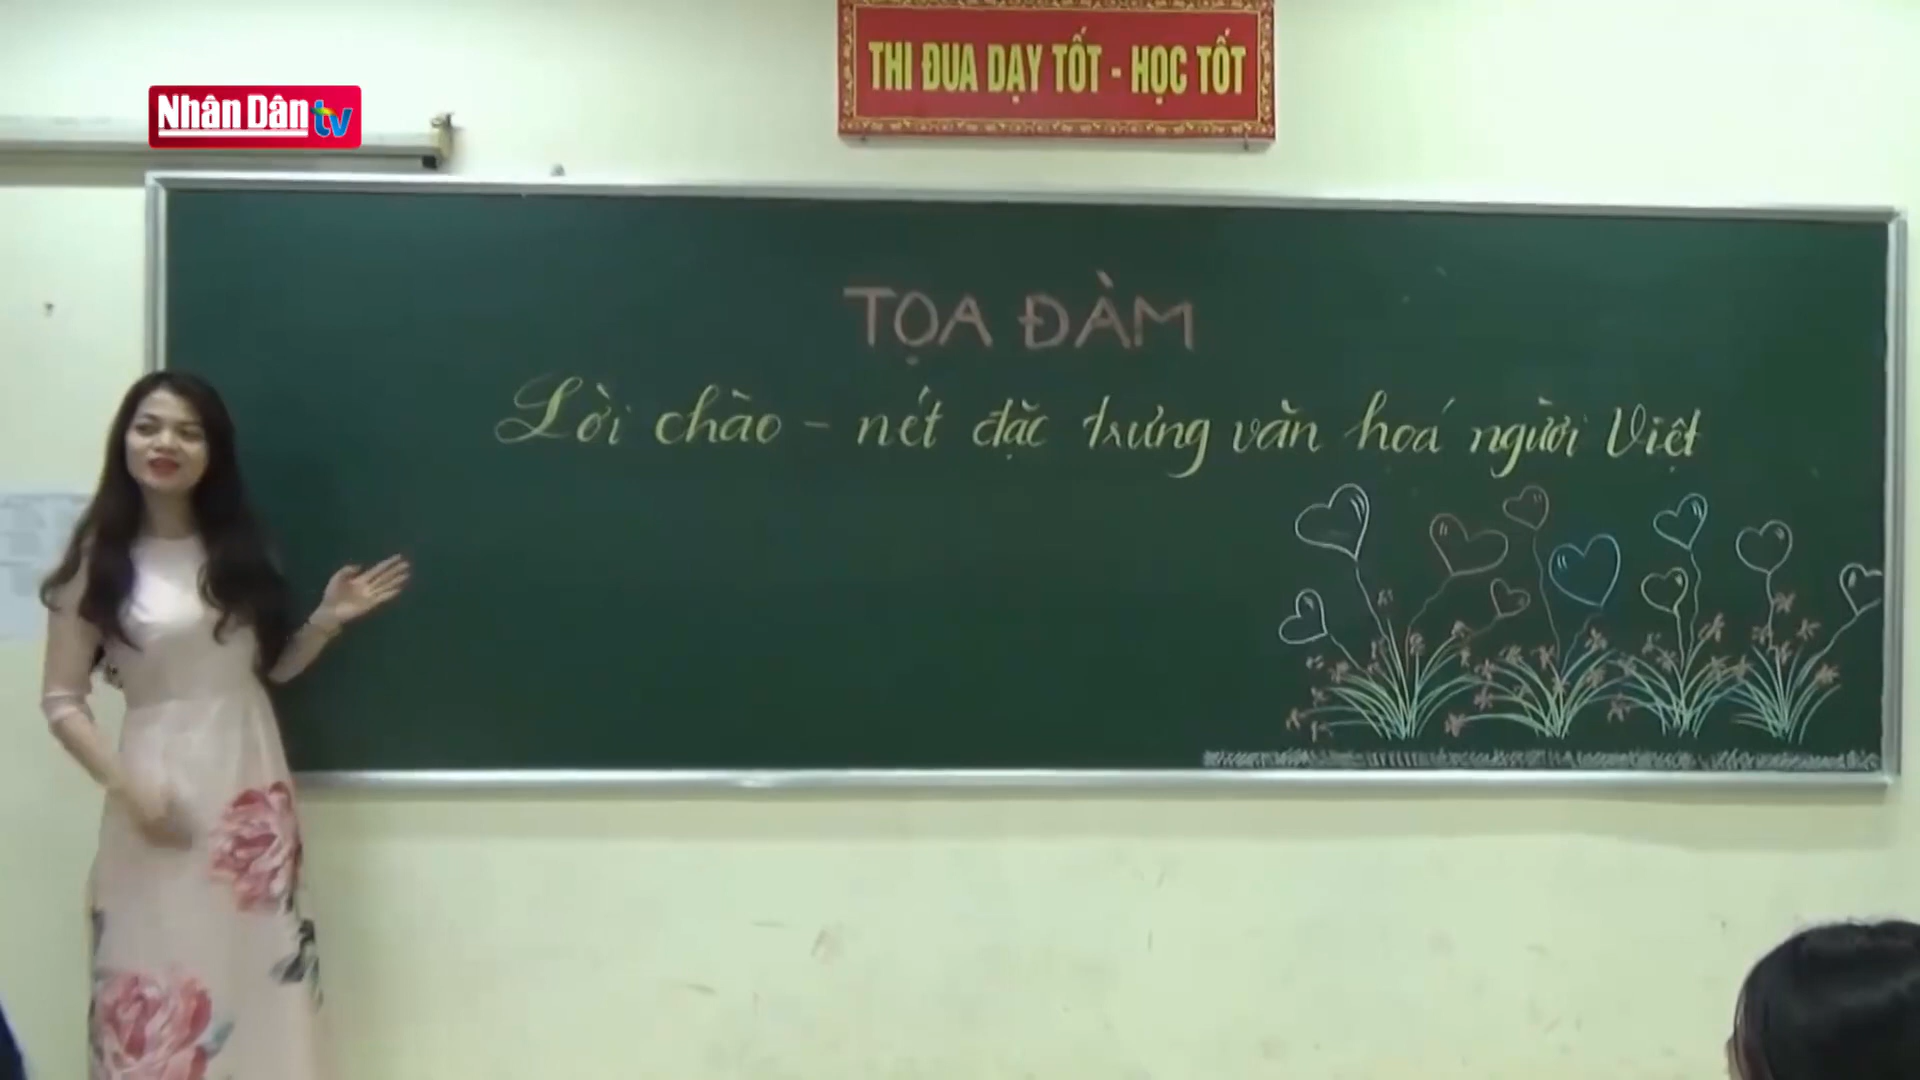 THI ĐUA DẠY TỐT - HỌC TỐT
Nhân Dân tv
TỌA ĐÀM
Lời chào - nét đặc trưng văn hoá người Việt